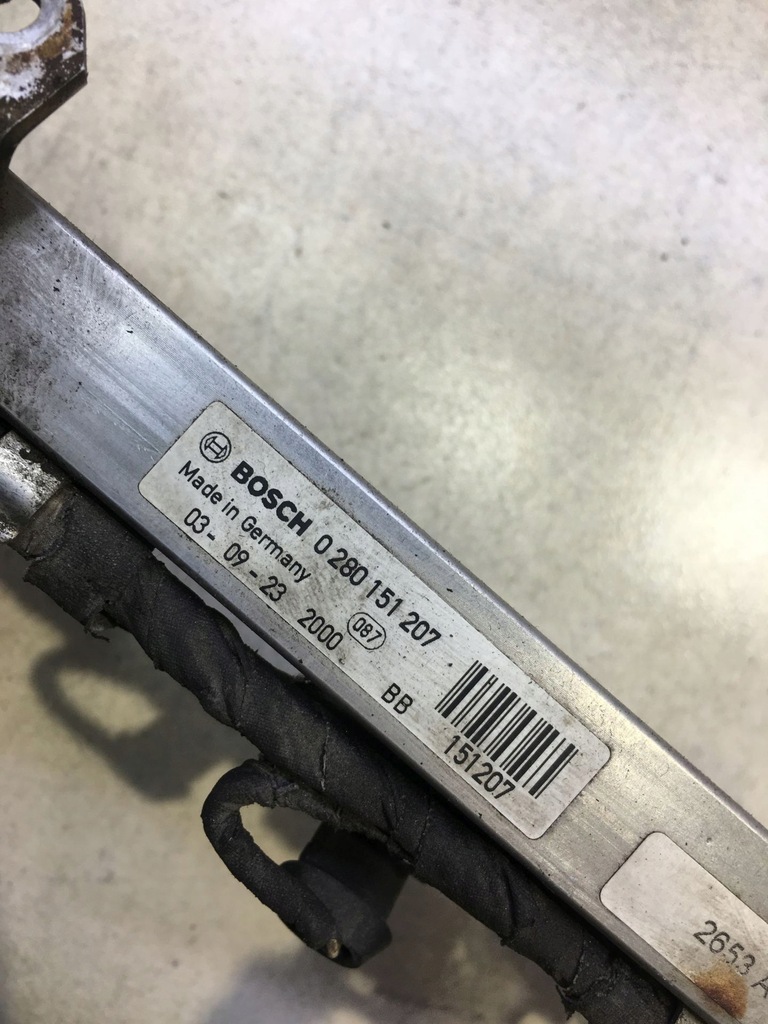 BOSCH 0 280 151 207
Made in Germany
03- 09 - 23 2000 087
BB
151207
2653 A